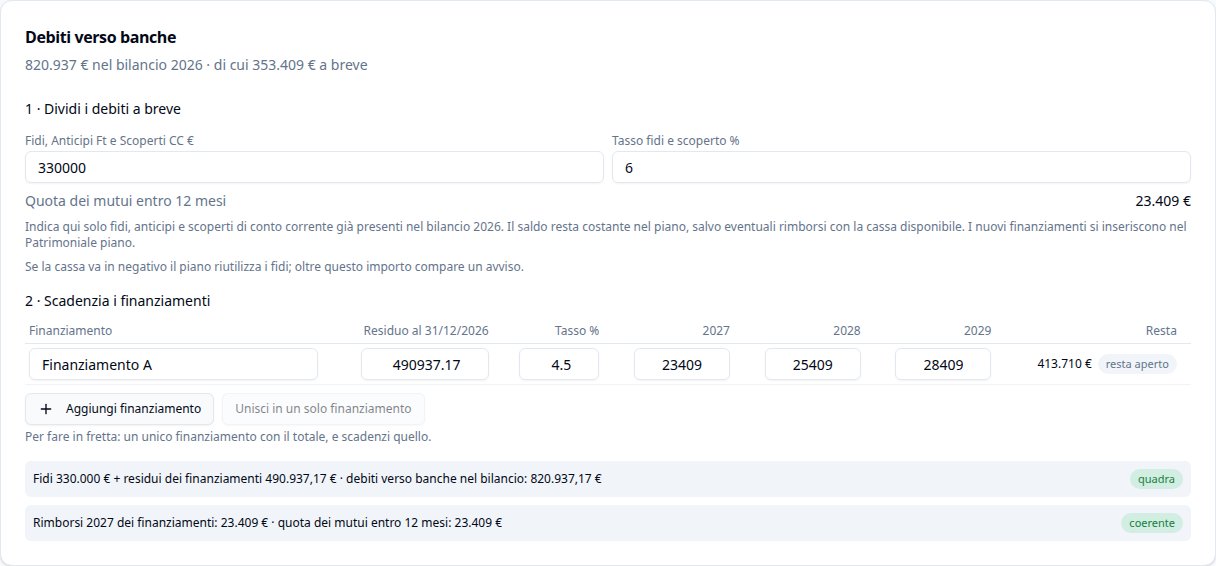 Debiti verso banche
820.937 € nel bilancio 2026 · di cui 353.409 € a breve
1 · Dividi i debiti a breve
Fidi, Anticipi Ft e Scoperti CC €
Tasso fidi e scoperto %
330000
6
Quota dei mutui entro 12 mesi
23.409 €
Indica qui solo fidi, anticipi e scoperti di conto corrente già presenti nel bilancio 2026. Il saldo resta costante nel piano, salvo eventuali rimborsi con la cassa disponibile. I nuovi finanziamenti si inseriscono nel
Patrimoniale piano.
Se la cassa va in negativo il piano riutilizza i fidi; oltre questo importo compare un avviso.
2 · Scadenzia i finanziamenti
Finanziamento Residuo al 31/12/2026 Tasso % 2027 2028 2029 Resta
Finanziamento A 490937.17 4.5 23409 25409 28409 413.710 € resta aperto
+ Aggiungi finanziamento Unisci in un solo finanziamento
Per fare in fretta: un unico finanziamento con il totale, e scadenzi quello.
Fidi 330.000 € + residui dei finanziamenti 490.937,17 € · debiti verso banche nel bilancio: 820.937,17 € quadra
Rimborsi 2027 dei finanziamenti: 23.409 € · quota dei mutui entro 12 mesi: 23.409 € coerente